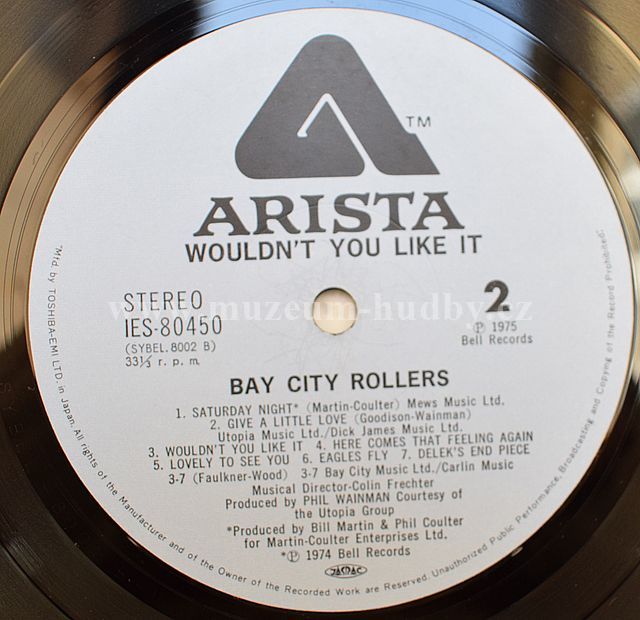 TM
ARISTA
WOULDN'T YOU LIKE IT
STEREO
IES-80450
(SYBEL.8002 B)
33⅓ r. p. m.
2
Ⓟ 1975
Bell Records
www.muzeum-hudby.cz
BAY CITY ROLLERS
1. SATURDAY NIGHT* (Martin-Coulter) Mews Music Ltd.
2. GIVE A LITTLE LOVE (Goodison-Wainman)
Utopia Music Ltd./Dick James Music Ltd.
3. WOULDN'T YOU LIKE IT 4. HERE COMES THAT FEELING AGAIN
5. LOVELY TO SEE YOU 6. EAGLES FLY 7. DELEK'S END PIECE
3-7 (Faulkner-Wood) 3-7 Bay City Music Ltd./Carlin Music
Musical Director-Colin Frechter
Produced by PHIL WAINMAN Courtesy of
the Utopia Group
*Produced by Bill Martin & Phil Coulter
for Martin-Coulter Enterprises Ltd.
*Ⓟ 1974 Bell Records
JASRAC
"Mfd by TOSHIBA-EMI LTD. in Japan. All rights of the Manufacturer and of the Owner of the Recorded Work are Reserved. Unauthorized Public Performance, Broadcasting and Copying of the Record Prohibited."